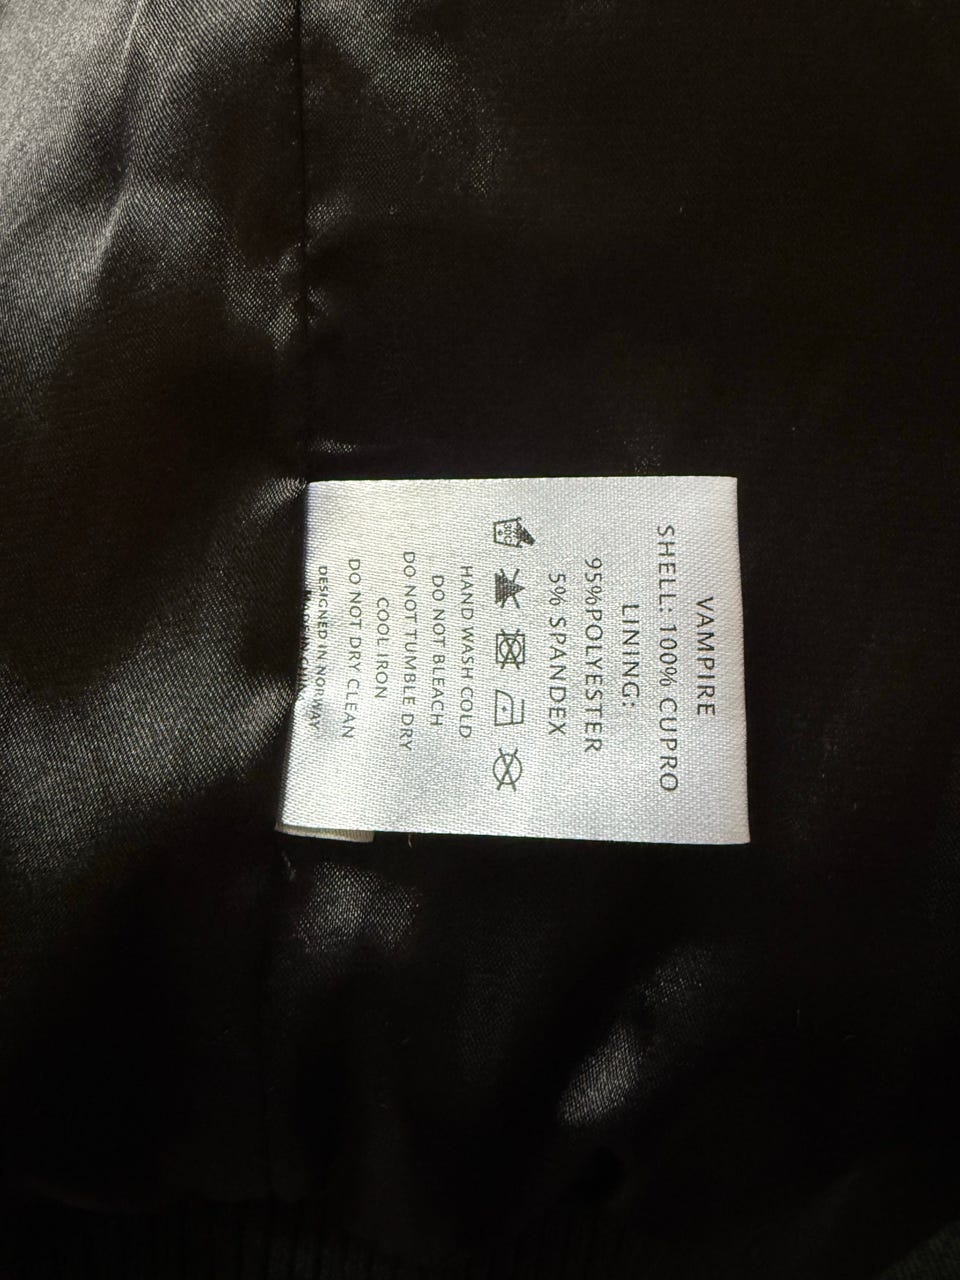 VAMPIRE
SHELL: 100% CUPRO
LINING:
95%POLYESTER
5% SPANDEX
HAND WASH COLD
DO NOT BLEACH
DO NOT TUMBLE DRY
COOL IRON
DO NOT DRY CLEAN
DESIGNED IN NORWAY